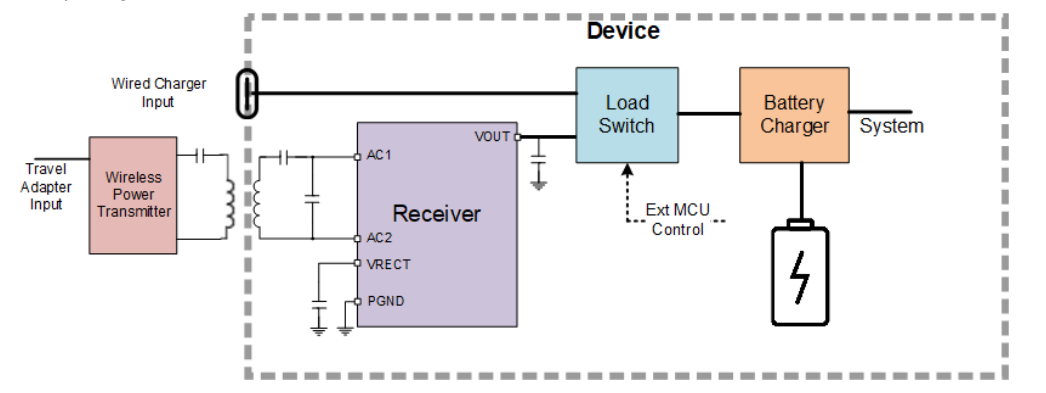 Device
Wired Charger
Input
Load
Switch
Battery
Charger
System
VOUT
AC1
Travel
Adapter
Input
Wireless
Power
Transmitter
Receiver
Ext MCU
Control
AC2
VRECT
PGND